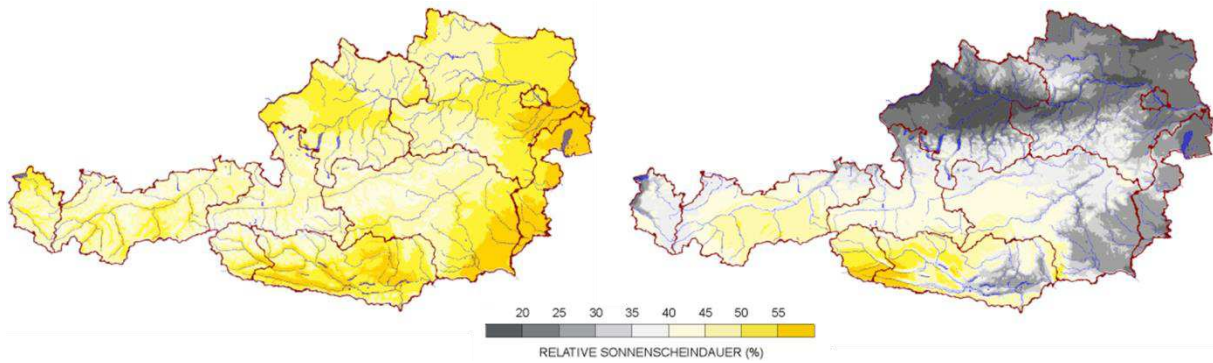 20 25 30 35 40 45 50 55
RELATIVE SONNENSCHEINDAUER (%)